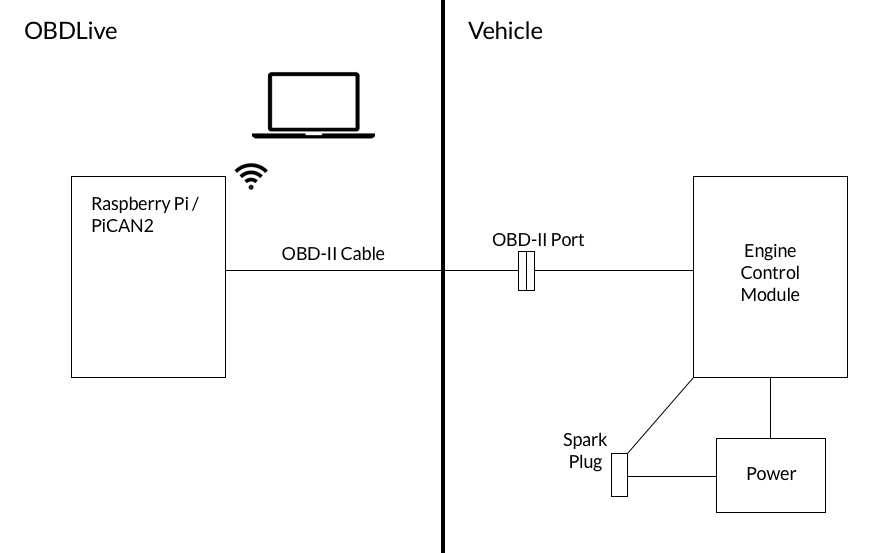 OBDLive
Vehicle
Raspberry Pi /
PiCAN2
OBD-II Cable
OBD-II Port
Engine
Control
Module
Spark
Plug
Power